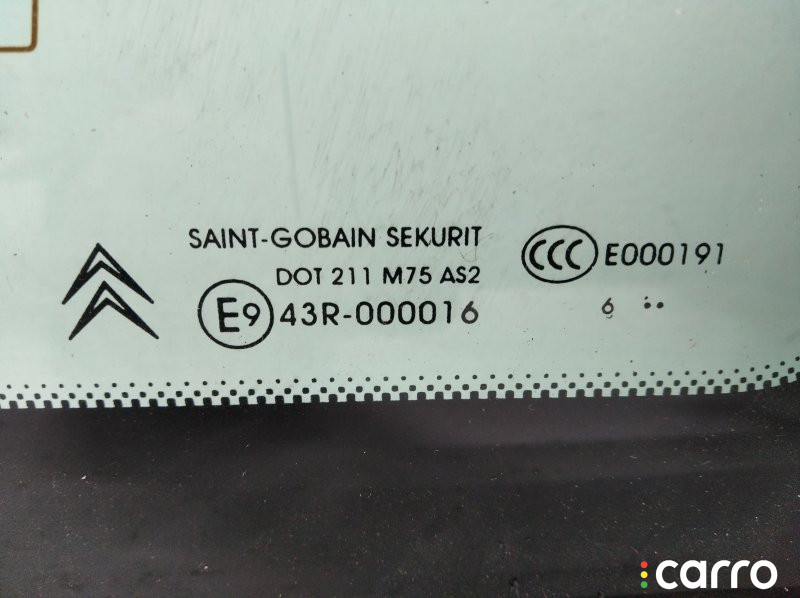 SAINT-GOBAIN SEKURIT
DOT 211 M75 AS2
E9 43R-000016
CCC E000191
6 ..
carro